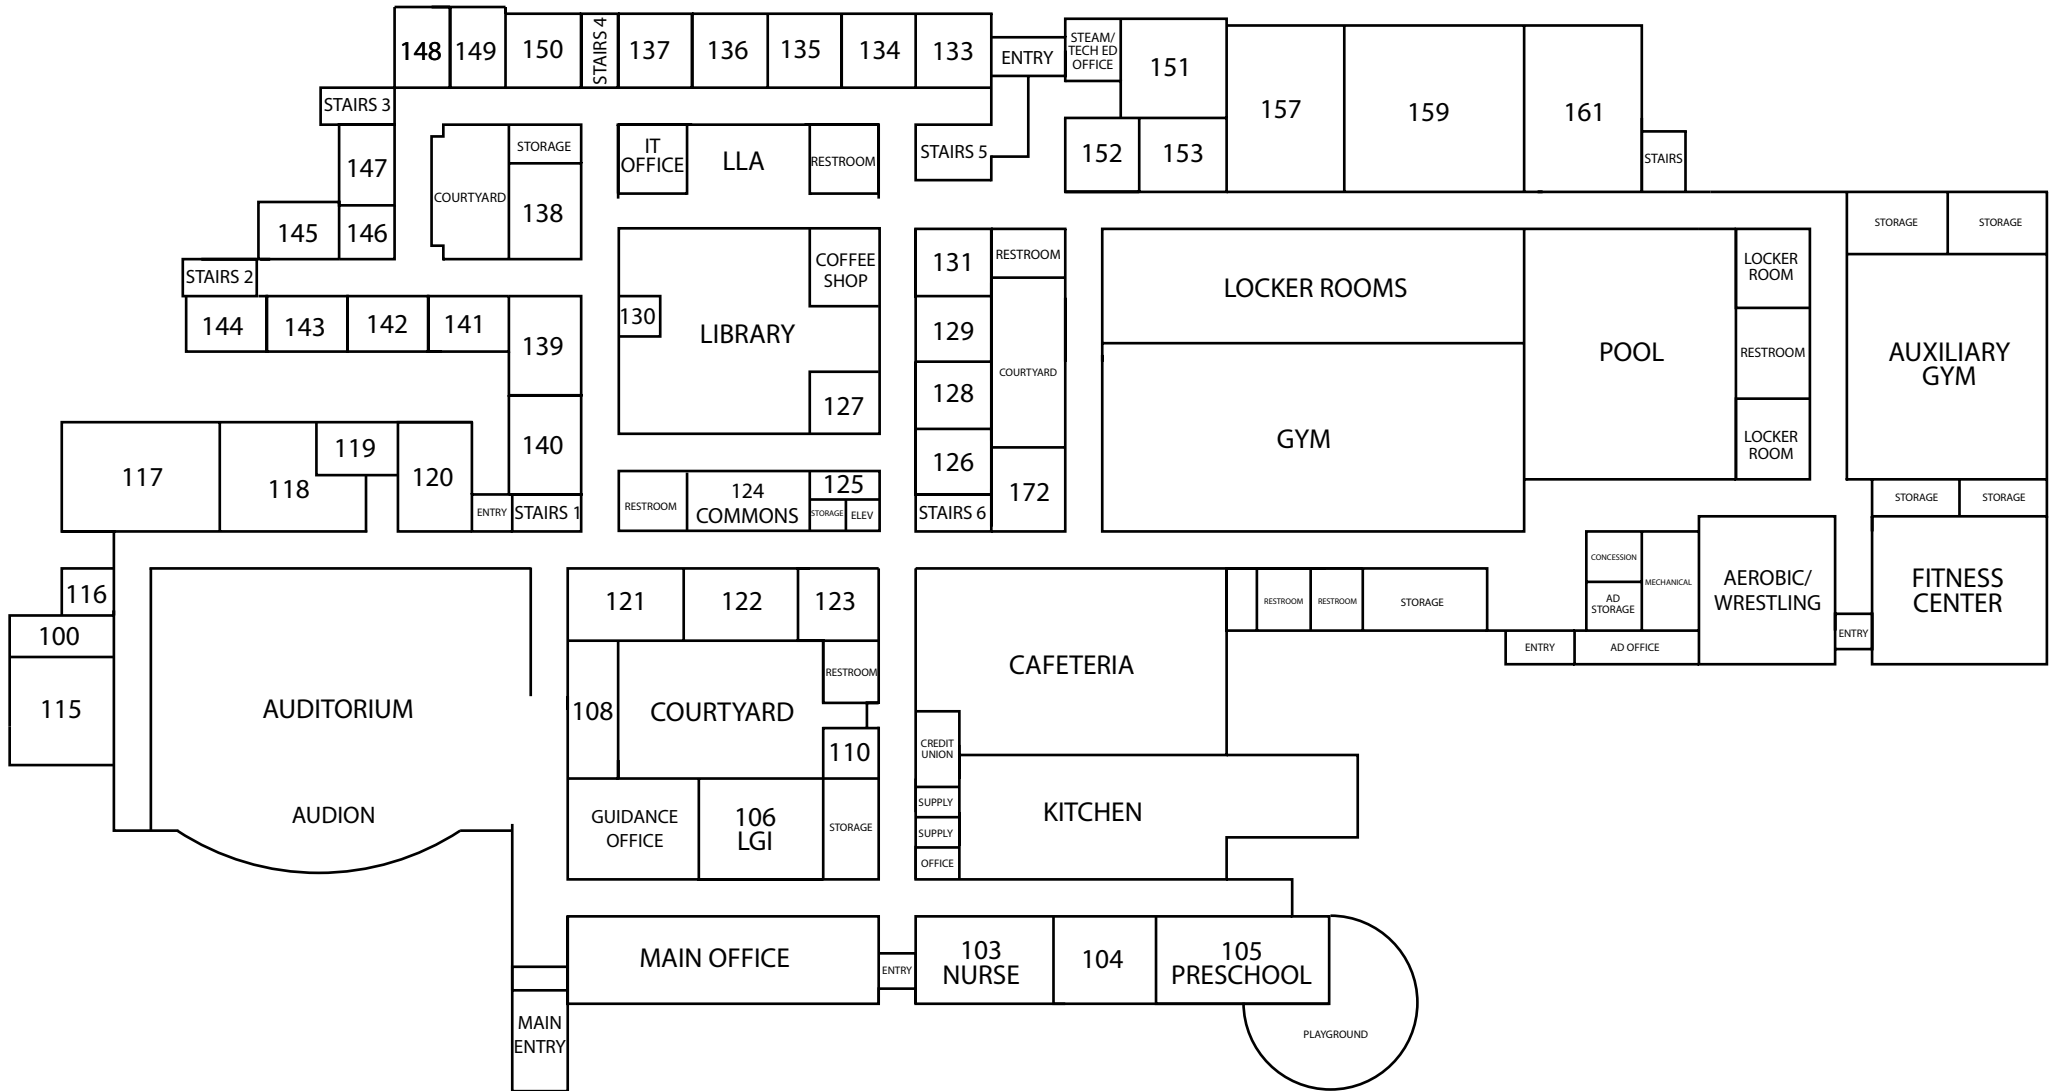 148
149
150
STAIRS 4
137
136
135
134
133
ENTRY
STEAM/
TECH ED
OFFICE
151
157
159
161
STAIRS 3
147
COURTYARD
STORAGE
138
IT
OFFICE
LLA
RESTROOM
STAIRS 5
152
153
STAIRS
145
146
STAIRS 2
144
143
142
141
139
140
130
LIBRARY
COFFEE
SHOP
127
131
129
128
126
STAIRS 6
RESTROOM
COURTYARD
172
LOCKER ROOMS
GYM
POOL
LOCKER
ROOM
RESTROOM
LOCKER
ROOM
STORAGE
STORAGE
AUXILIARY
GYM
STORAGE
STORAGE
117
118
119
120
ENTRY
STAIRS 1
RESTROOM
124
COMMONS
125
STORAGE
ELEV
116
100
115
AUDITORIUM
AUDION
121
122
123
108
COURTYARD
RESTROOM
110
GUIDANCE
OFFICE
106
LGI
STORAGE
CAFETERIA
CREDIT
UNION
SUPPLY
SUPPLY
OFFICE
KITCHEN
RESTROOM
RESTROOM
STORAGE
CONCESSION
AD
STORAGE
MECHANICAL
ENTRY
AD OFFICE
AEROBIC/
WRESTLING
ENTRY
FITNESS
CENTER
MAIN OFFICE
ENTRY
103
NURSE
104
105
PRESCHOOL
MAIN
ENTRY
PLAYGROUND